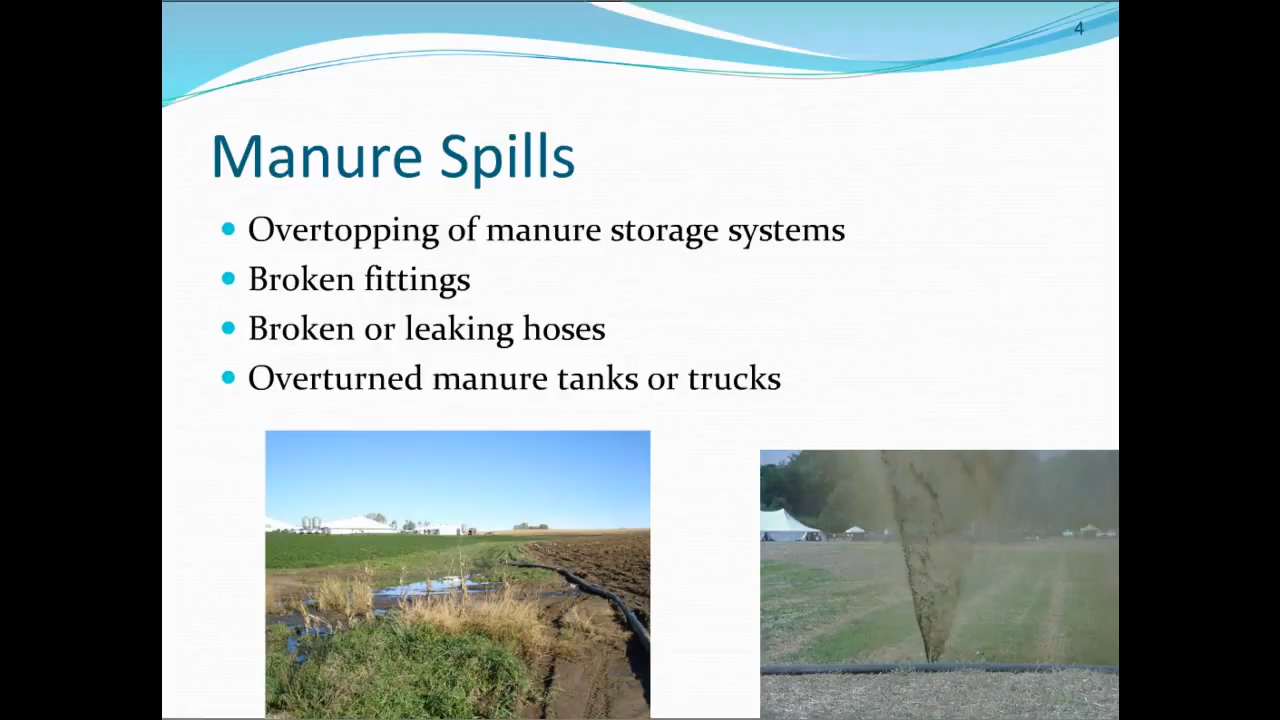 4
Manure Spills
Overtopping of manure storage systems
Broken fittings
Broken or leaking hoses
Overturned manure tanks or trucks